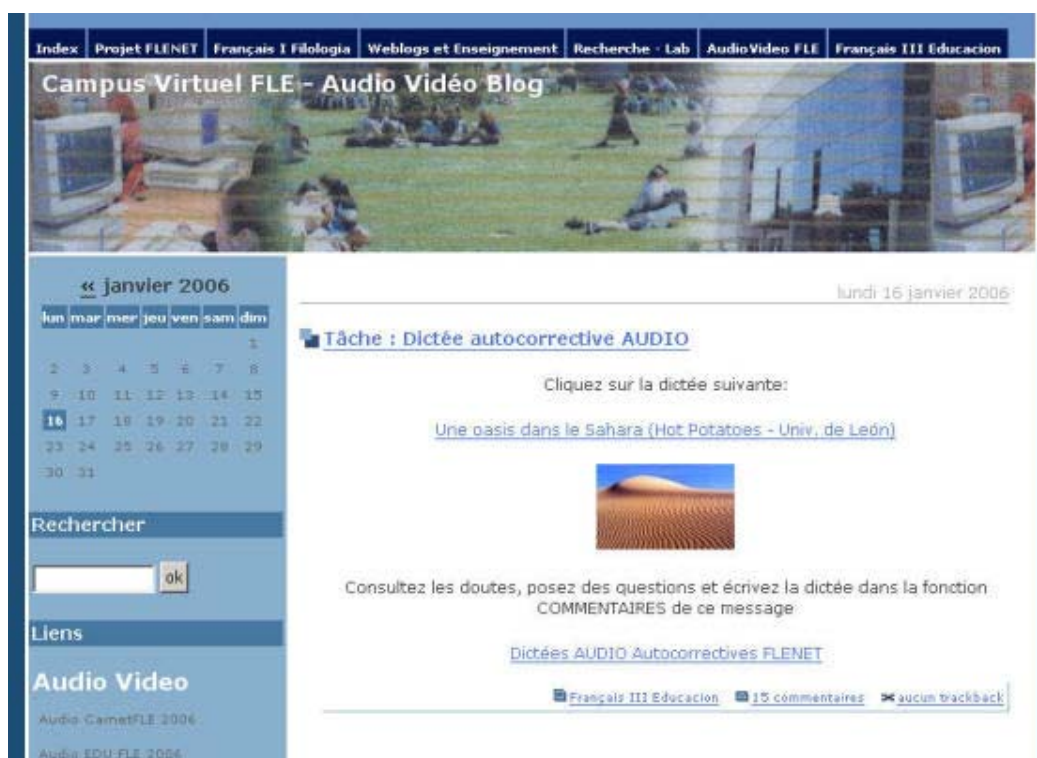 Index Projet FLENET Français I Filologia Weblogs et Enseignement Recherche - Lab AudioVideo FLE Français III Educacion
Campus Virtuel FLE - Audio Vidéo Blog
« janvier 2006
lun mar mer jeu ven sam dim
1
2 3 4 5 6 7 8
9 10 11 12 13 14 15
16 17 18 19 20 21 22
23 24 25 26 27 28 29
30 31
Rechercher
ok
Liens
Audio Video
Audio CarnetFLE 2006
Audio EDU FLE 2006
lundi 16 janvier 2006
Tâche : Dictée autocorrective AUDIO
Cliquez sur la dictée suivante:
Une oasis dans le Sahara (Hot Potatoes - Univ. de León)
Consultez les doutes, posez des questions et écrivez la dictée dans la fonction
COMMENTAIRES de ce message
Dictées AUDIO Autocorrectives FLENET
Français III Educacion 15 commentaires aucun trackback